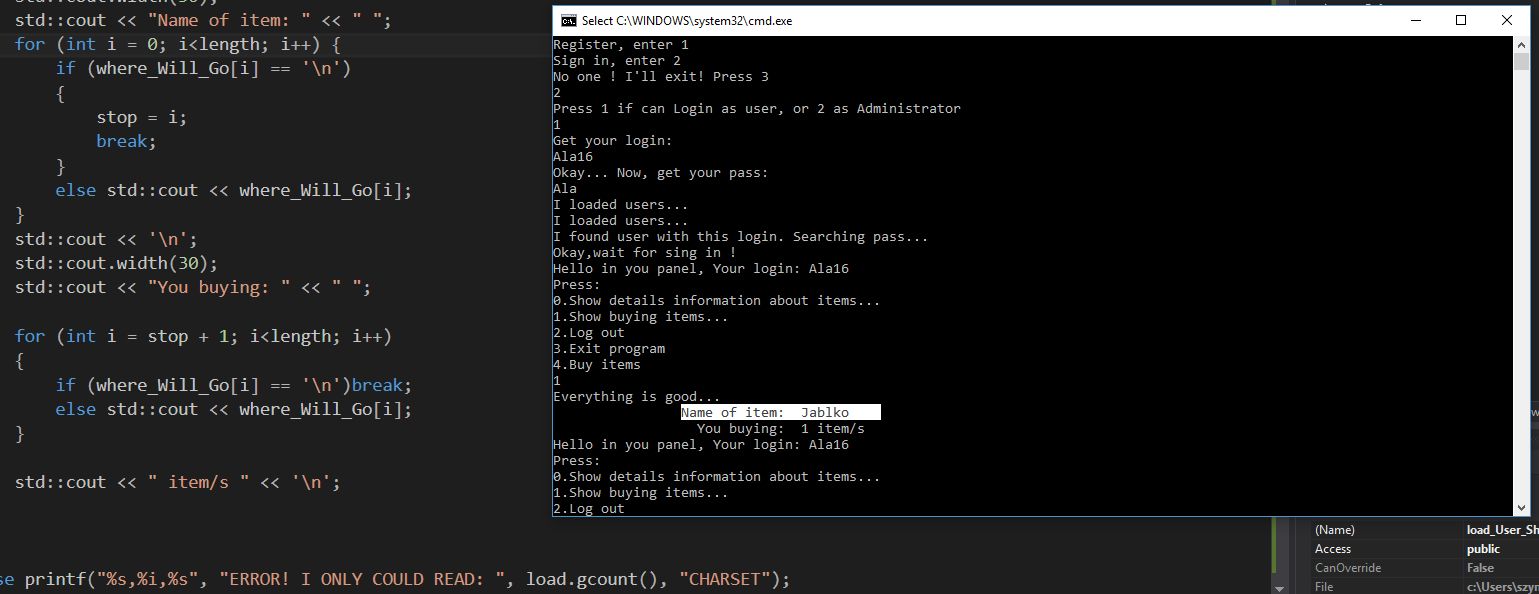 std::cout.width(30);
std::cout << "Name of item: " << " ";
for (int i = 0; i<length; i++) {
if (where_Will_Go[i] == '\n')
{
stop = i;
break;
}
else std::cout << where_Will_Go[i];
}
std::cout << '\n';
std::cout.width(30);
std::cout << "You buying: " << " ";
for (int i = stop + 1; i<length; i++)
{
if (where_Will_Go[i] == '\n')break;
else std::cout << where_Will_Go[i];
}
std::cout << " item/s " << '\n';
se printf("%s,%i,%s", "ERROR! I ONLY COULD READ: ", load.gcount(), "CHARSET");
Select C:\WINDOWS\system32\cmd.exe
Register, enter 1
Sign in, enter 2
No one ! I'll exit! Press 3
2
Press 1 if can Login as user, or 2 as Administrator
1
Get your login:
Ala16
Okay... Now, get your pass:
Ala
I loaded users...
I loaded users...
I found user with this login. Searching pass...
Okay,wait for sing in !
Hello in you panel, Your login: Ala16
Press:
0.Show details information about items...
1.Show buying items...
2.Log out
3.Exit program
4.Buy items
1
Everything is good...
Name of item:  Jablko
You buying:  1 item/s
Hello in you panel, Your login: Ala16
Press:
0.Show details information about items...
1.Show buying items...
2.Log out
(Name) load_User_Sh
Access public
CanOverride False
File c:\Users\szym